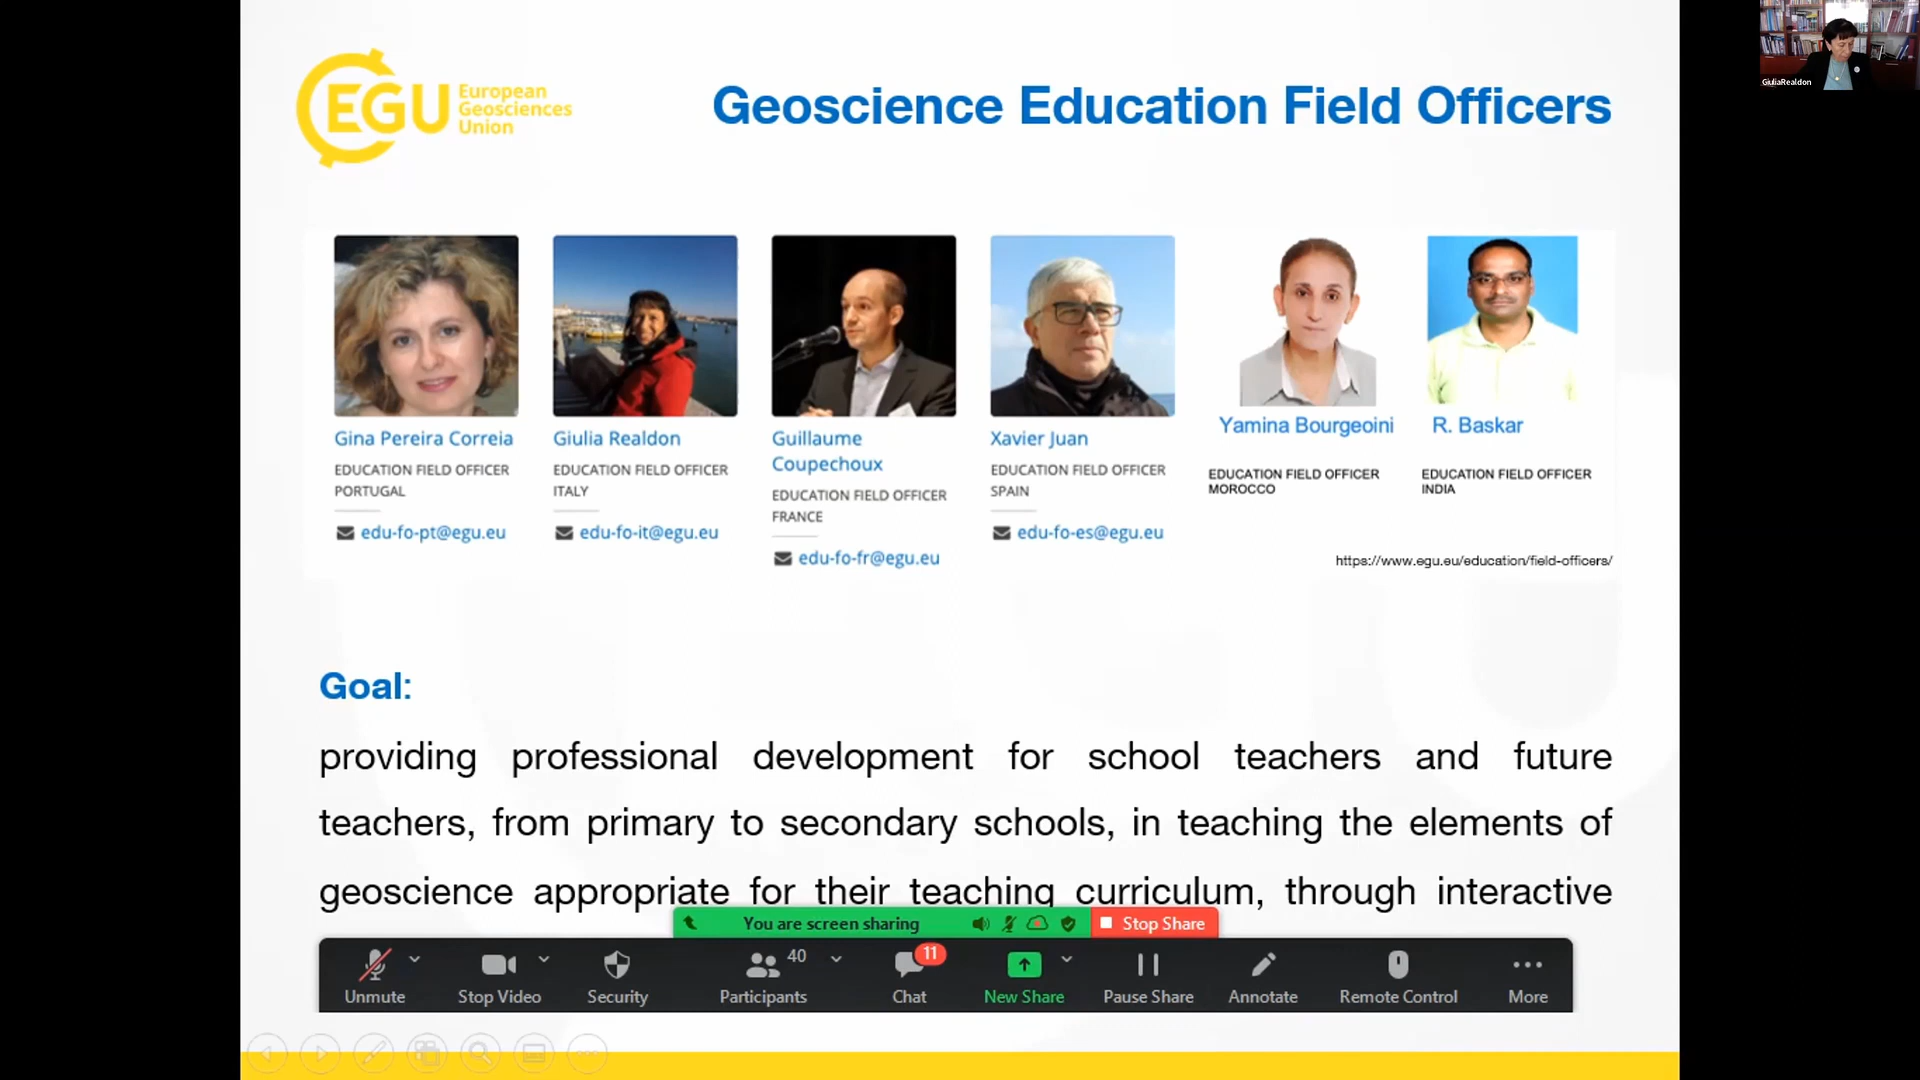 EGU
European
Geosciences
Union
Geoscience Education Field Officers
GiuliaRealdon
Gina Pereira Correia
EDUCATION FIELD OFFICER
PORTUGAL
edu-fo-pt@egu.eu
Giulia Realdon
EDUCATION FIELD OFFICER
ITALY
edu-fo-it@egu.eu
Guillaume
Coupechoux
EDUCATION FIELD OFFICER
FRANCE
edu-fo-fr@egu.eu
Xavier Juan
EDUCATION FIELD OFFICER
SPAIN
edu-fo-es@egu.eu
Yamina Bourgeoini
EDUCATION FIELD OFFICER
MOROCCO
R. Baskar
EDUCATION FIELD OFFICER
INDIA
https://www.egu.eu/education/field-officers/
Goal:
providing professional development for school teachers and future
teachers, from primary to secondary schools, in teaching the elements of
geoscience appropriate for their teaching curriculum, through interactive
You are screen sharing
Stop Share
Unmute
Stop Video
Security
Participants
40
Chat
11
New Share
Pause Share
Annotate
Remote Control
More